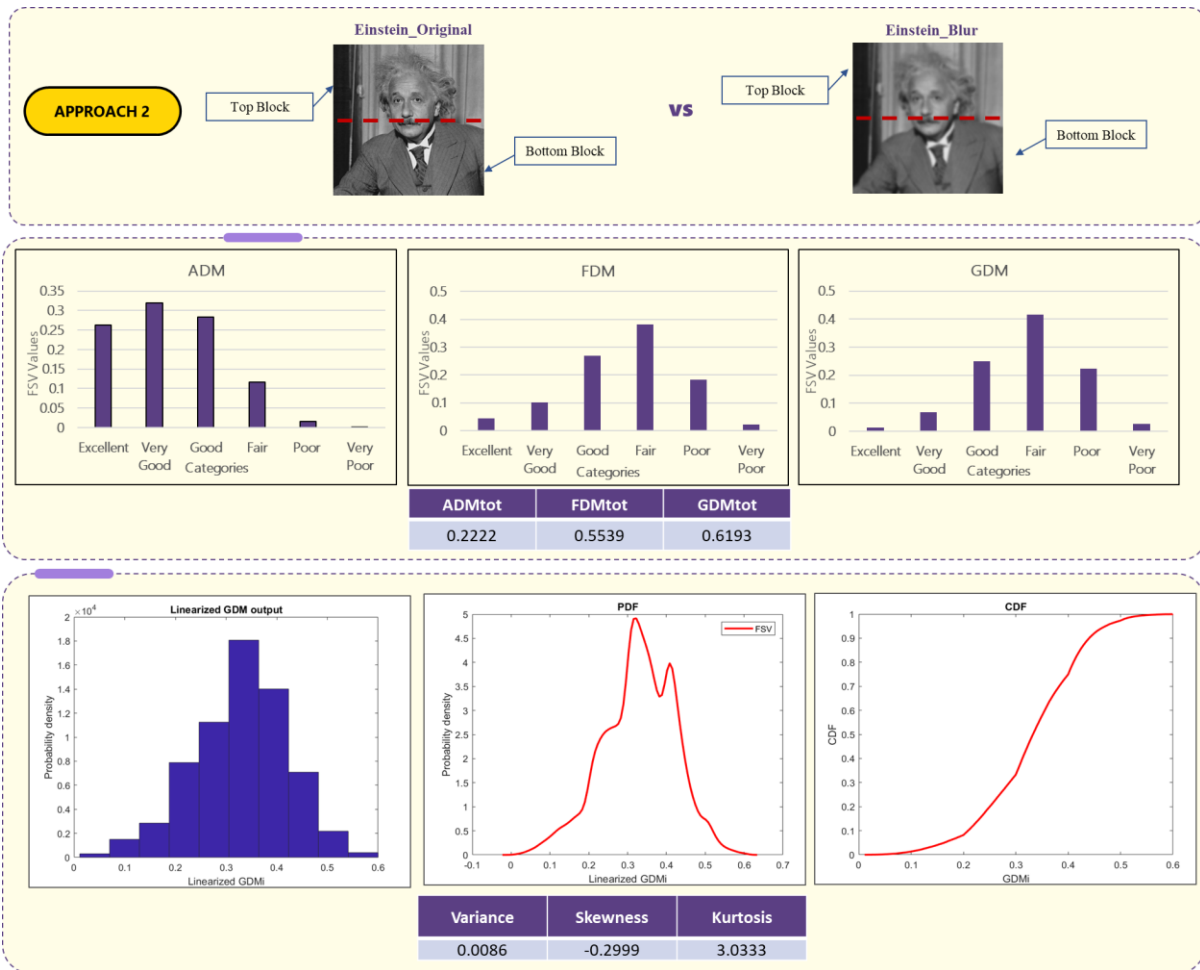 Einstein_Original
Einstein_Blur
APPROACH 2
Top Block
Bottom Block
vs
Top Block
Bottom Block
ADM
FSV Values
0.35
0.3
0.25
0.2
0.15
0.1
0.05
0
Excellent Very Good Good Fair Poor Very Poor
Categories
FDM
FSV Values
0.5
0.4
0.3
0.2
0.1
0
Excellent Very Good Good Fair Poor Very Poor
Categories
GDM
FSV Values
0.5
0.4
0.3
0.2
0.1
0
Excellent Very Good Good Fair Poor Very Poor
Categories
ADMtot FDMtot GDMtot
0.2222 0.5539 0.6193
Linearized GDM output
×10⁴
Probability density
2
1.8
1.6
1.4
1.2
1
0.8
0.6
0.4
0.2
0
0 0.1 0.2 0.3 0.4 0.5 0.6
Linearized GDMi
PDF
FSV
Probability density
5
4.5
4
3.5
3
2.5
2
1.5
1
0.5
0
-0.1 0 0.1 0.2 0.3 0.4 0.5 0.6 0.7
Linearized GDMi
CDF
CDF
1
0.9
0.8
0.7
0.6
0.5
0.4
0.3
0.2
0.1
0
0 0.1 0.2 0.3 0.4 0.5 0.6
GDMi
Variance Skewness Kurtosis
0.0086 -0.2999 3.0333